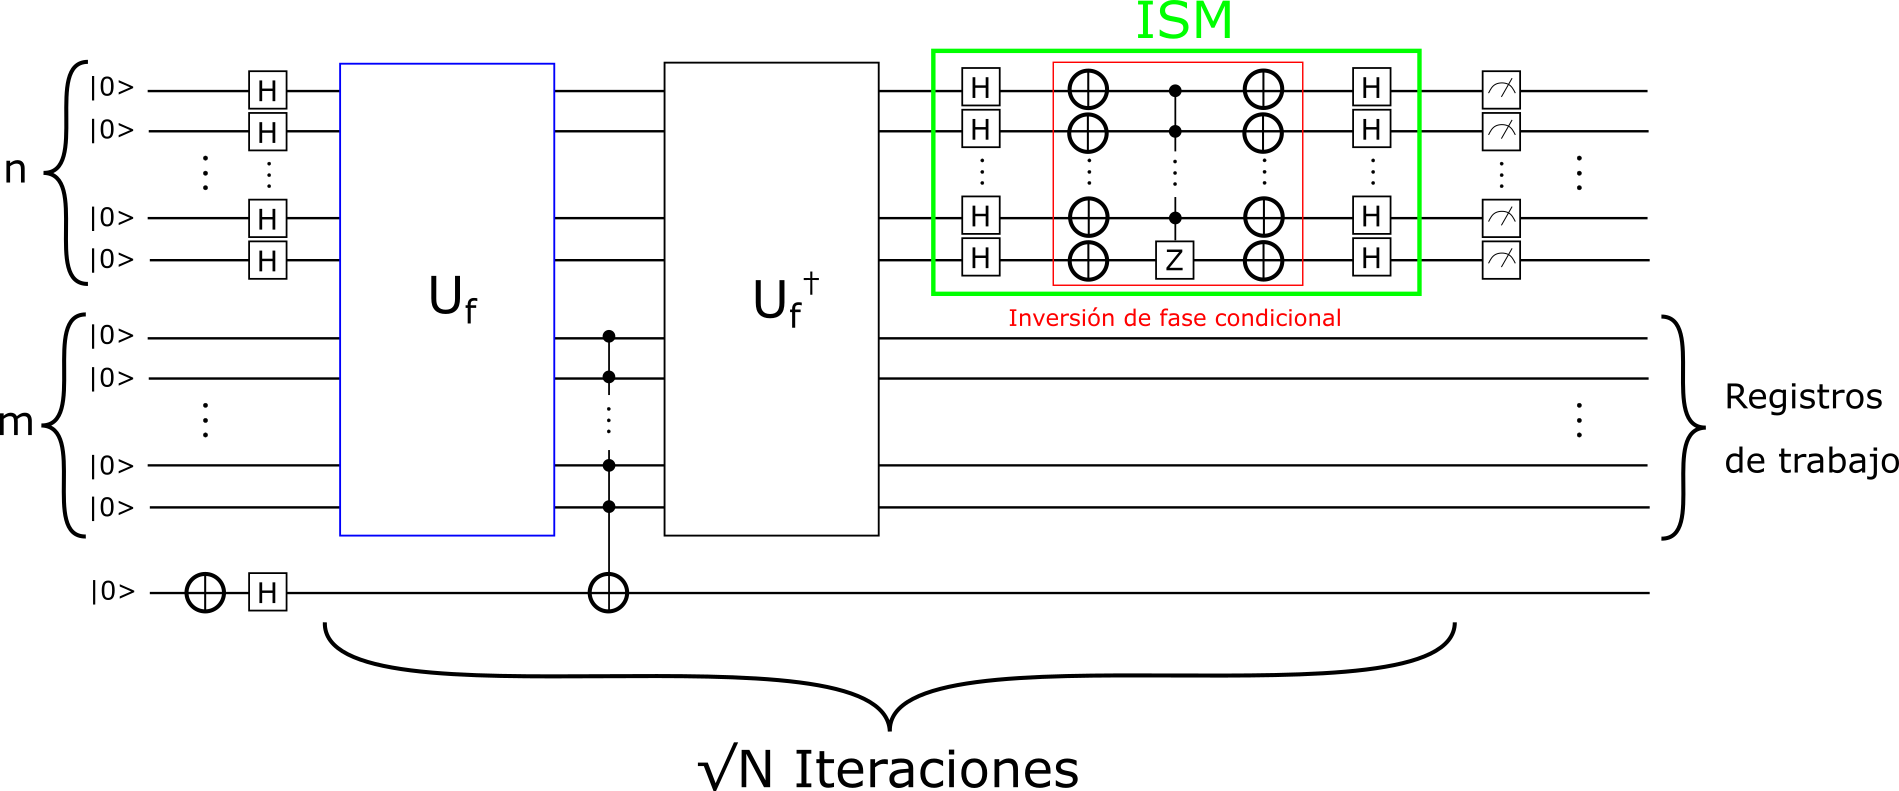 ISM
|0> H H H
|0> H H H
n
|0> H H H
|0> H H Z H
U_f
U_f†
Inversión de fase condicional
|0>
|0>
m
|0>
|0>
Registros
de trabajo
|0> H
√N Iteraciones